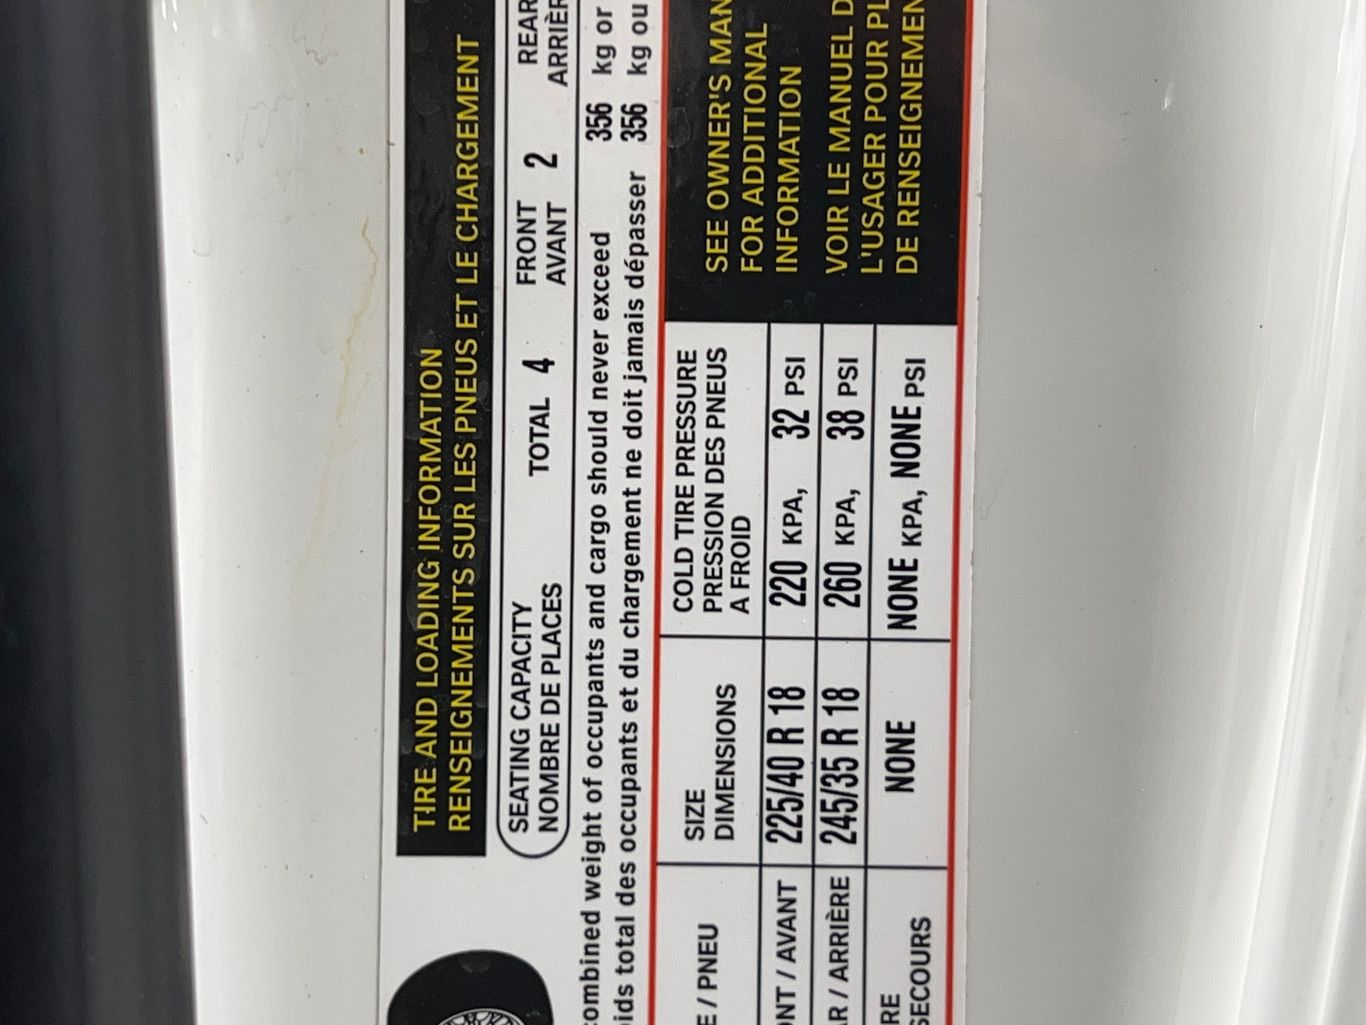 TIRE AND LOADING INFORMATION
RENSEIGNEMENTS SUR LES PNEUS ET LE CHARGEMENT
SEATING CAPACITY
NOMBRE DE PLACES
TOTAL 4
FRONT
AVANT
2
REAR
ARRIÈR
combined weight of occupants and cargo should never exceed 356 kg or
oids total des occupants et du chargement ne doit jamais dépasser 356 kg ou
E / PNEU
SIZE
DIMENSIONS
COLD TIRE PRESSURE
PRESSION DES PNEUS
A FROID
NT / AVANT 225/40 R 18 220 KPA, 32 PSI
R / ARRIÈRE 245/35 R 18 260 KPA, 38 PSI
RE
SECOURS
NONE NONE KPA, NONE PSI
SEE OWNER'S MAN
FOR ADDITIONAL
INFORMATION
VOIR LE MANUEL D
L'USAGER POUR PL
DE RENSEIGNEMEN